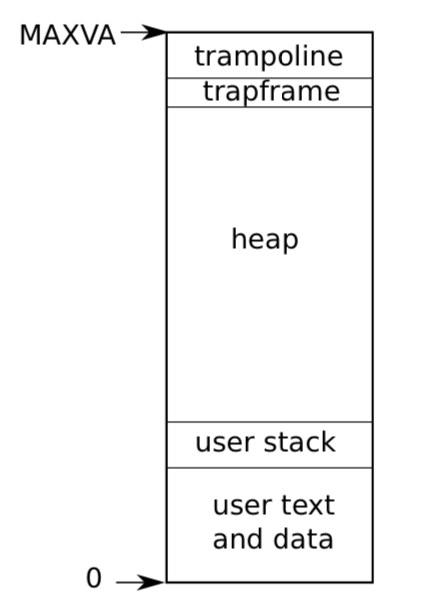 MAXVA
trampoline
trapframe
heap
user stack
user text
and data
0